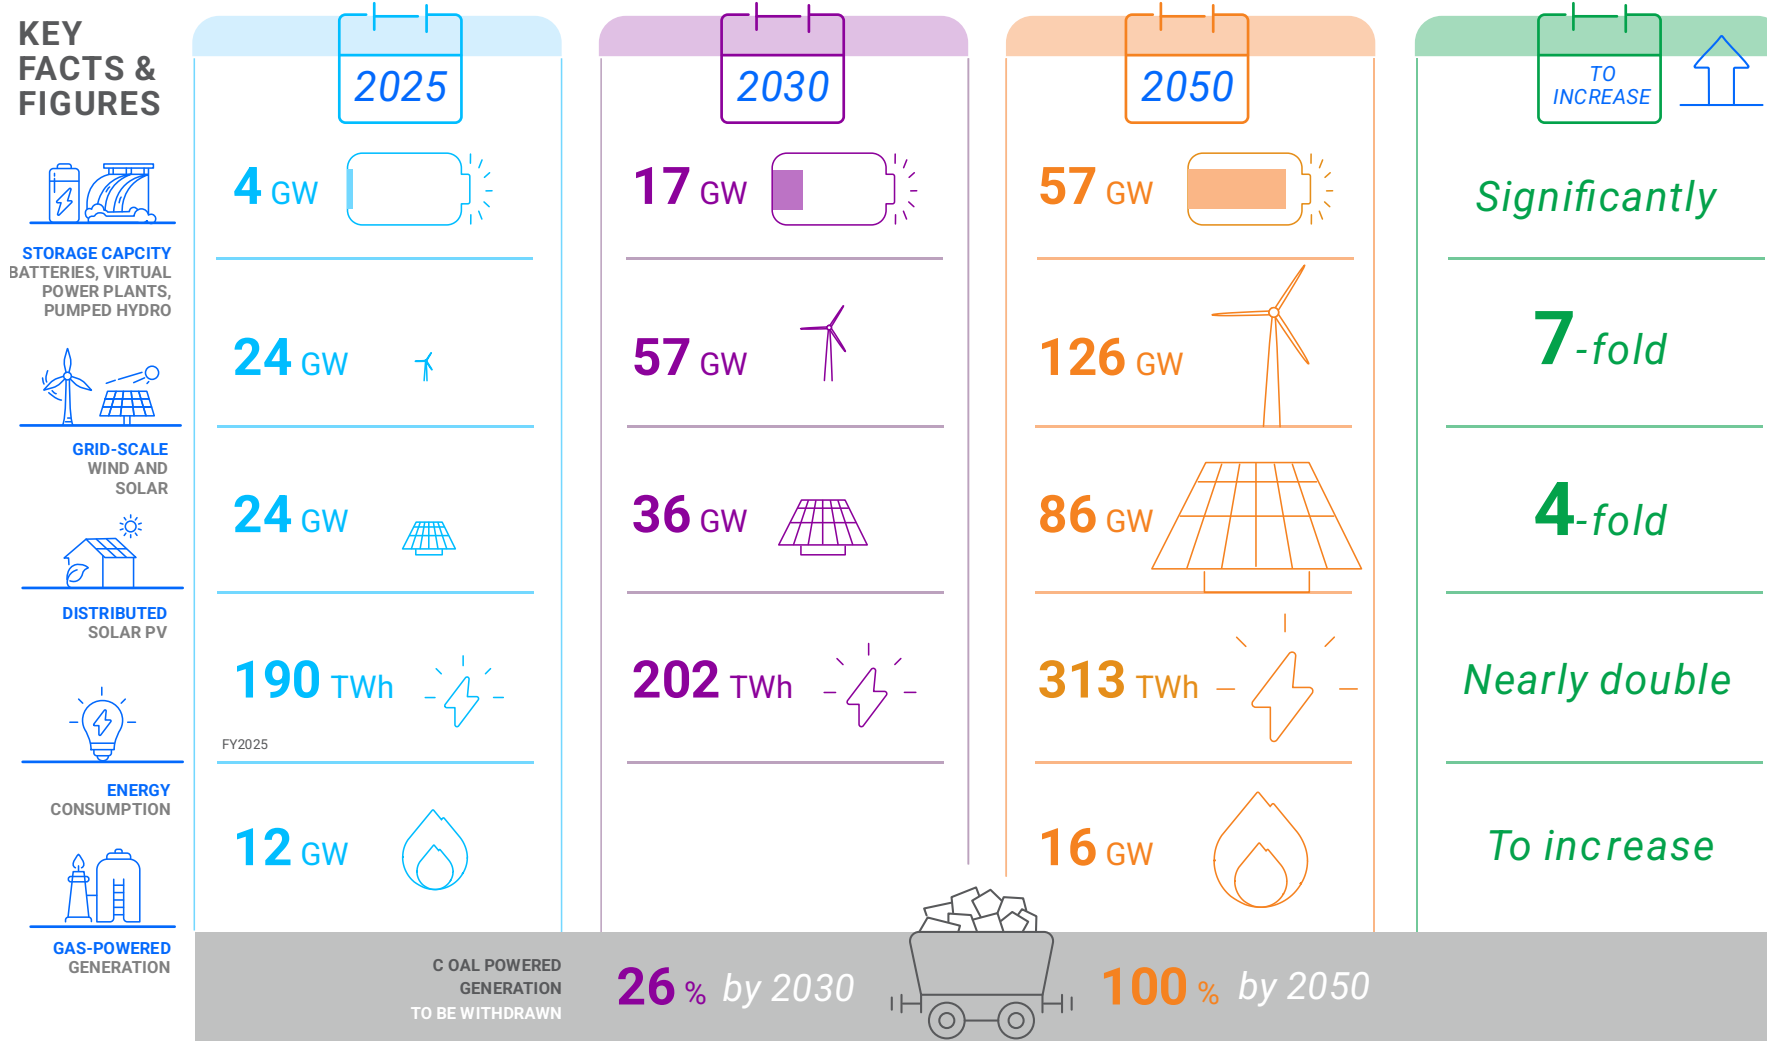 KEY
FACTS &
FIGURES
2025
2030
2050
TO
INCREASE
STORAGE CAPCITY
BATTERIES, VIRTUAL
POWER PLANTS,
PUMPED HYDRO
4 GW
17 GW
57 GW
Significantly
GRID-SCALE
WIND AND
SOLAR
24 GW
57 GW
126 GW
7-fold
DISTRIBUTED
SOLAR PV
24 GW
36 GW
86 GW
4-fold
ENERGY
CONSUMPTION
190 TWh
FY2025
202 TWh
313 TWh
Nearly double
GAS-POWERED
GENERATION
12 GW
16 GW
To increase
C OAL POWERED
GENERATION
TO BE WITHDRAWN
26 % by 2030
100 % by 2050